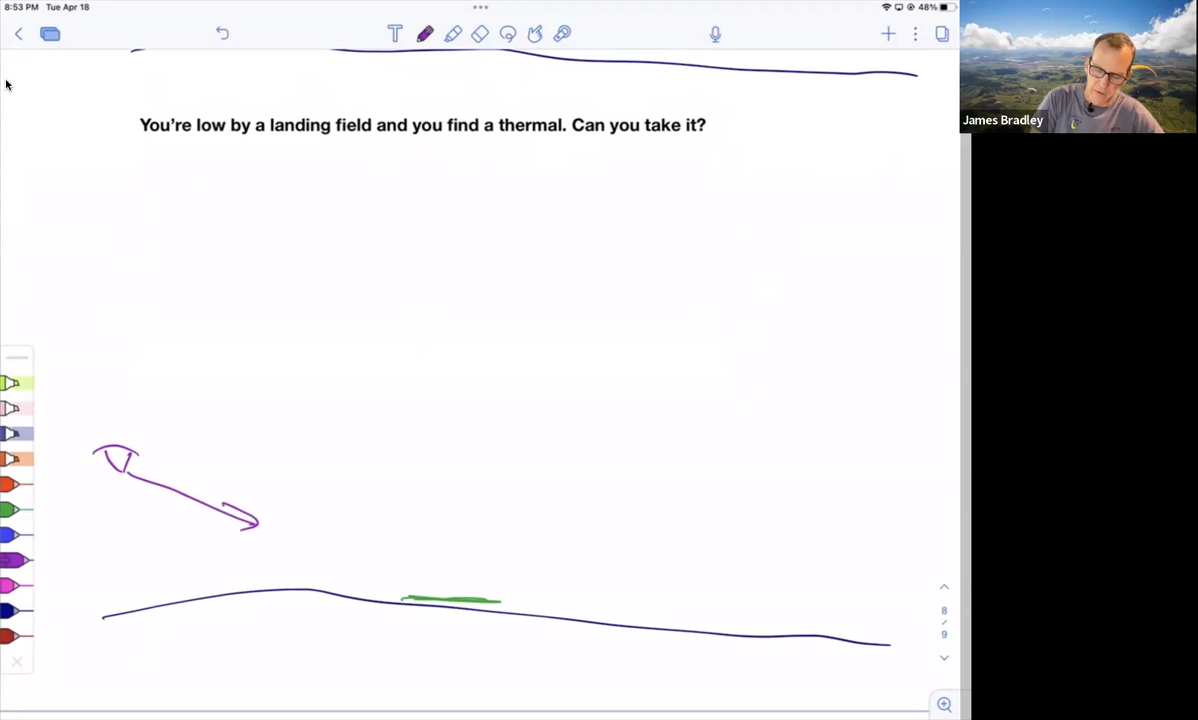 8:53 PM Tue Apr 18
48%
James Bradley
You're low by a landing field and you find a thermal. Can you take it?
8
9